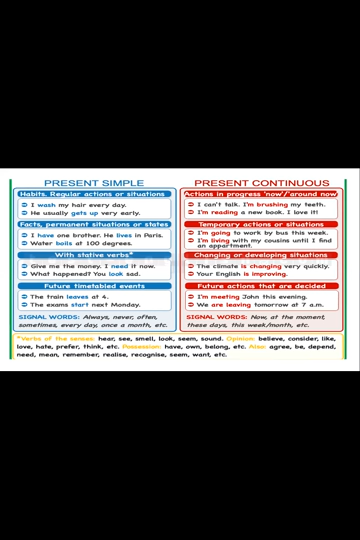 PRESENT SIMPLE
Habits. Regular actions or situations
➲ I wash my hair every day.
➲ He usually gets up very early.
Facts, permanent situations or states
➲ I have one brother. He lives in Paris.
➲ Water boils at 100 degrees.
With stative verbs*
➲ Give me the money. I need it now.
➲ What happened? You look sad.
Future timetabled events
➲ The train leaves at 4.
➲ The exams start next Monday.
SIGNAL WORDS: Always, never, often,
sometimes, every day, once a month, etc.
PRESENT CONTINUOUS
Actions in progress 'now'/'around now
➲ I can't talk. I'm brushing my teeth.
➲ I'm reading a new book. I love it!
Temporary actions or situations
➲ I'm going to work by bus this week.
➲ I'm living with my cousins until I find
an appartment.
Changing or developing situations
➲ The climate is changing very quickly.
➲ Your English is improving.
Future actions that are decided
➲ I'm meeting John this evening.
➲ We are leaving tomorrow at 7 a.m.
SIGNAL WORDS: Now, at the moment,
these days, this week/month, etc.
*Verbs of the senses: hear, see, smell, look, seem, sound. Opinion: believe, consider, like,
love, hate, prefer, think, etc. Possession: have, own, belong, etc. Also: agree, be, depend,
need, mean, remember, realise, recognise, seem, want, etc.